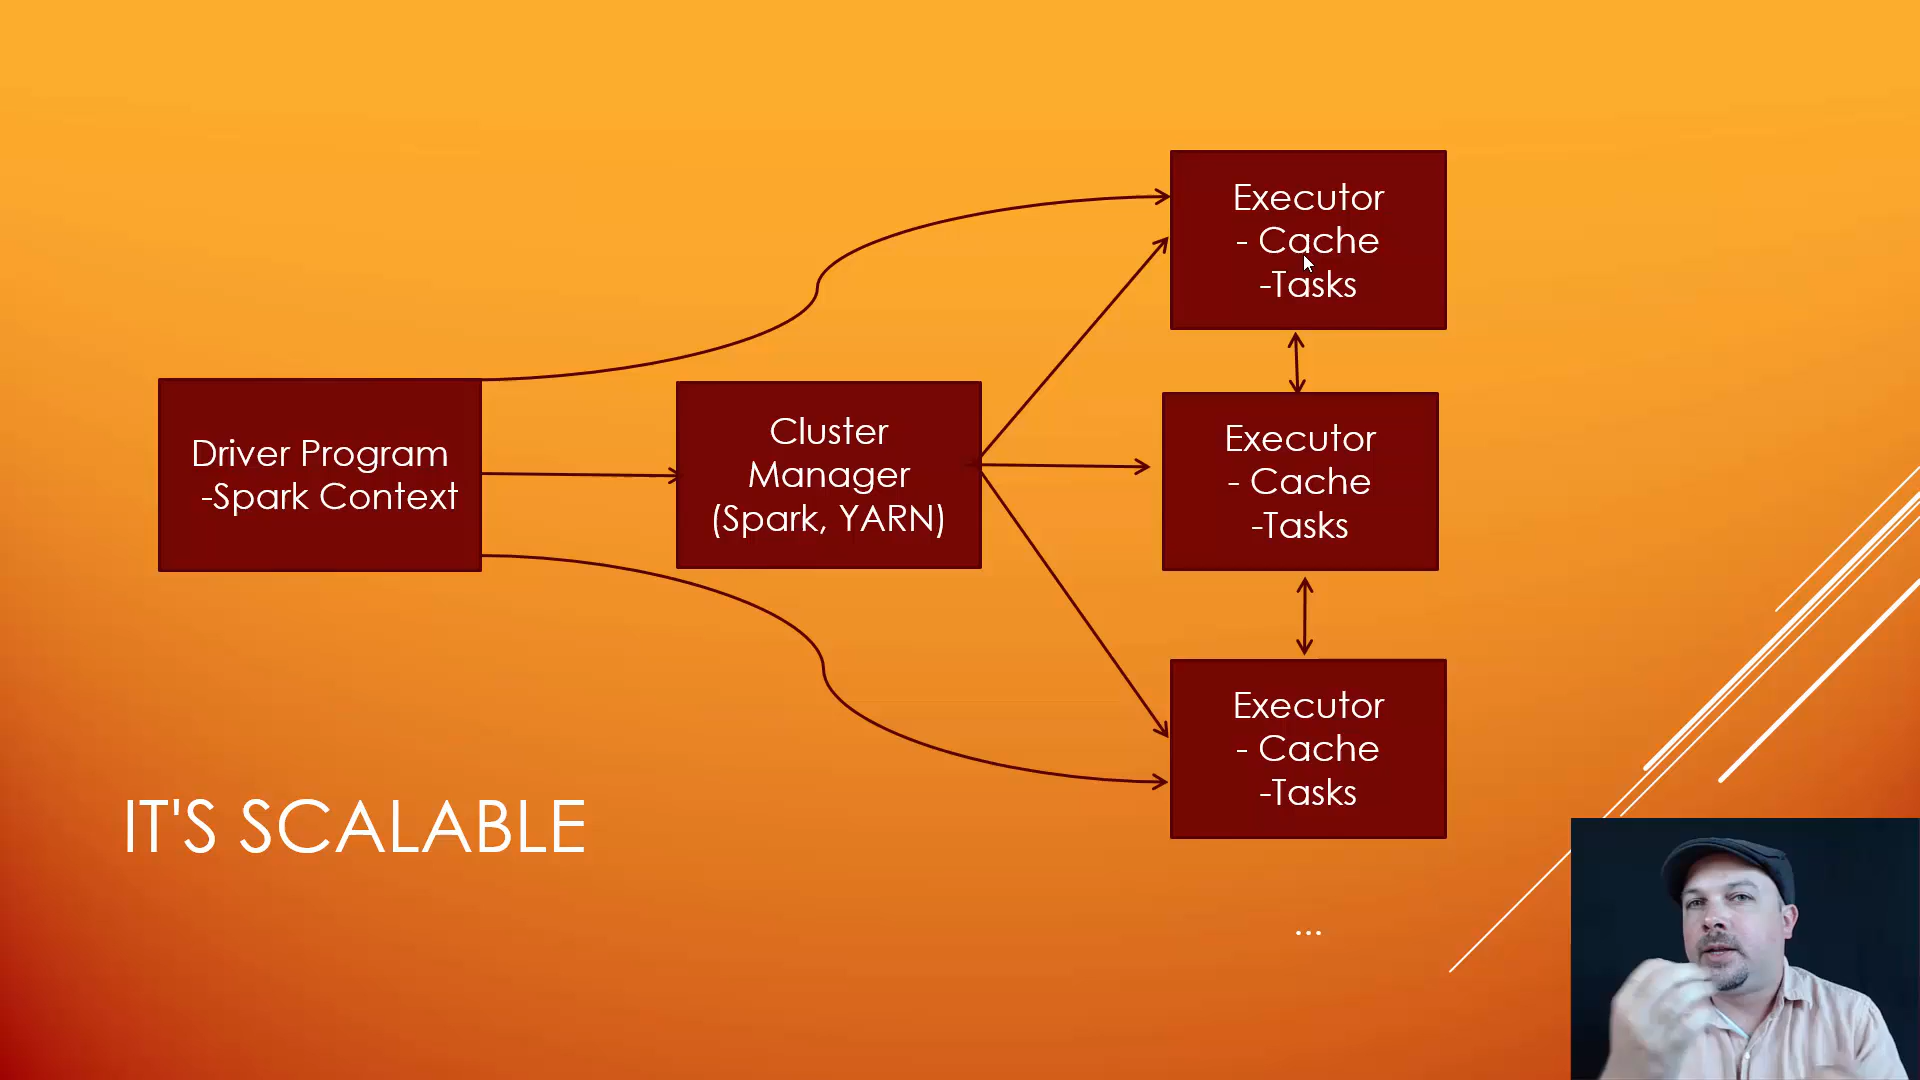 Driver Program
-Spark Context
Cluster
Manager
(Spark, YARN)
Executor
- Cache
-Tasks
Executor
- Cache
-Tasks
Executor
- Cache
-Tasks
...
IT'S SCALABLE